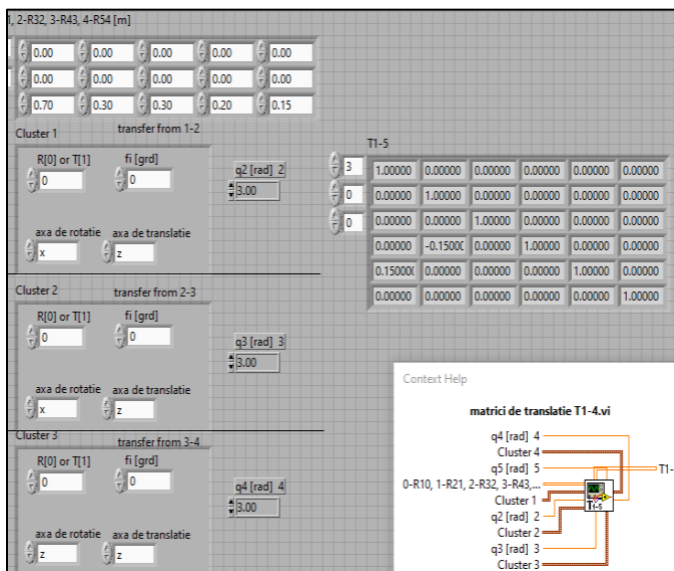 , 2-R32, 3-R43, 4-R54 [m]
0.00 0.00 0.00 0.00 0.00
0.00 0.00 0.00 0.00 0.00
0.70 0.30 0.30 0.20 0.15
Cluster 1 transfer from 1-2
R[0] or T[1] fi [grd]
0 0
q2 [rad] 2
3.00
axa de rotatie axa de translatie
x z
T1-5
3 1.00000 0.00000 0.00000 0.00000 0.00000 0.00000
0 0.00000 1.00000 0.00000 0.00000 0.00000 0.00000
0 0.00000 0.00000 1.00000 0.00000 0.00000 0.00000
0.00000 -0.1500( 0.00000 1.00000 0.00000 0.00000
0.15000( 0.00000 0.00000 0.00000 1.00000 0.00000
0.00000 0.00000 0.00000 0.00000 0.00000 1.00000
Cluster 2 transfer from 2-3
R[0] or T[1] fi [grd]
0 0
q3 [rad] 3
3.00
axa de rotatie axa de translatie
x z
Cluster 3 transfer from 3-4
R[0] or T[1] fi [grd]
0 0
q4 [rad] 4
3.00
axa de rotatie axa de translatie
z z
Context Help
matrici de translatie T1-4.vi
q4 [rad] 4
Cluster 4
q5 [rad] 5
0-R10, 1-R21, 2-R32, 3-R43,...
Cluster 1
q2 [rad] 2
Cluster 2
q3 [rad] 3
Cluster 3
T1-5
T1-